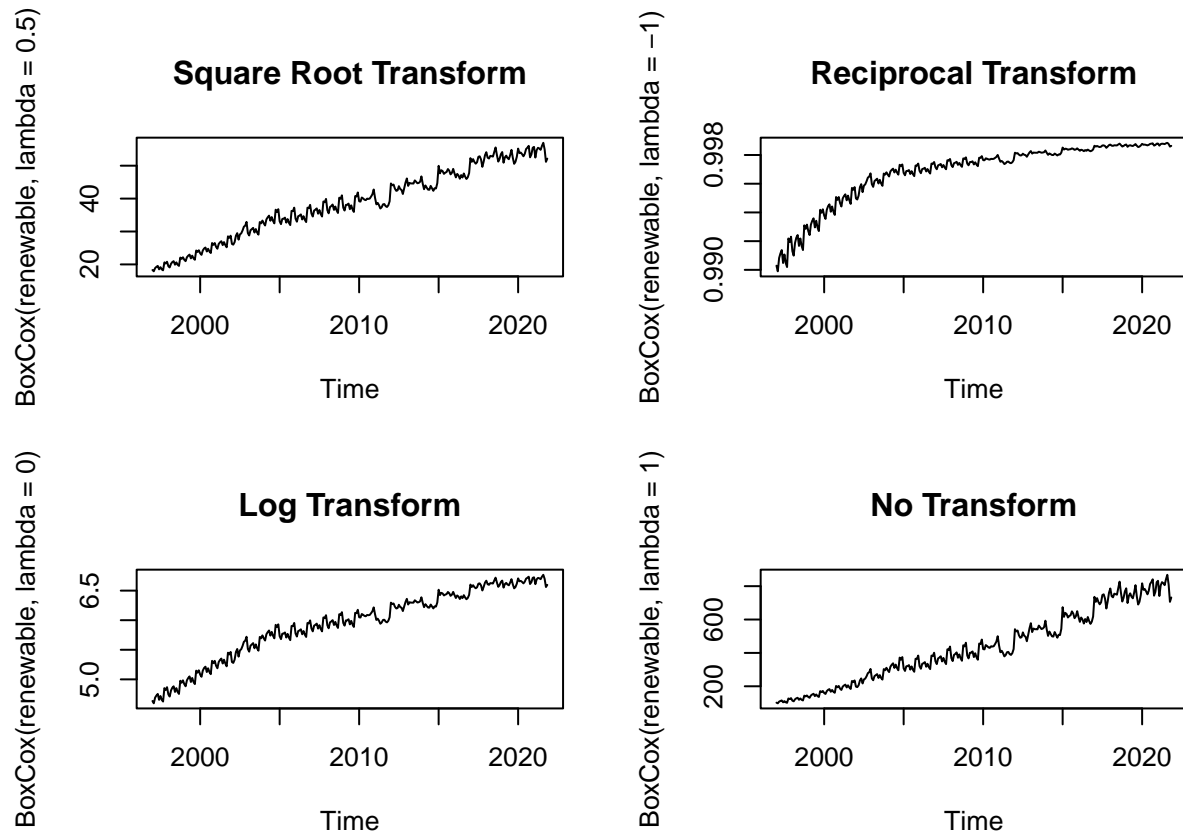 Square Root Transform
BoxCox(renewable, lambda = 0.5)
40
20
2000
2010
2020
Time
Reciprocal Transform
BoxCox(renewable, lambda = −1)
0.998
0.990
2000
2010
2020
Time
Log Transform
BoxCox(renewable, lambda = 0)
6.5
5.0
2000
2010
2020
Time
No Transform
BoxCox(renewable, lambda = 1)
600
200
2000
2010
2020
Time